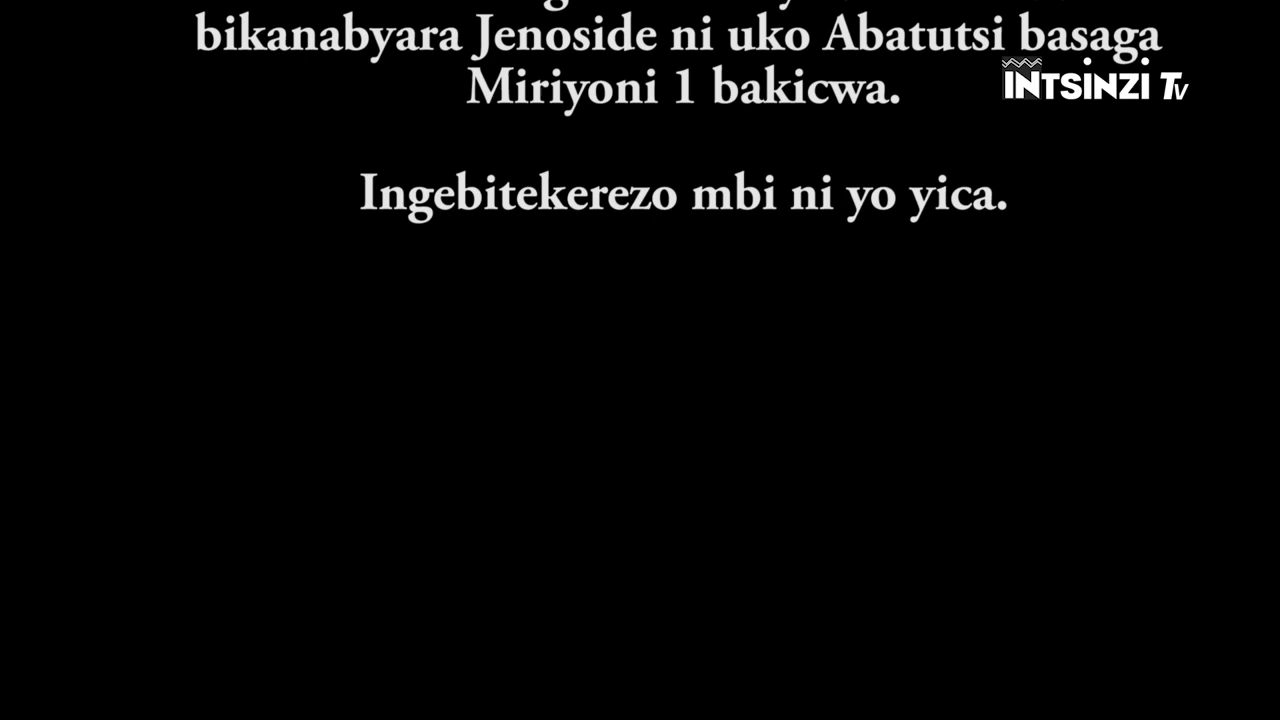 bikanabyara Jenoside ni uko Abatutsi basaga
Miriyoni 1 bakicwa.
INTSINZI TV
Ingebitekerezo mbi ni yo yica.